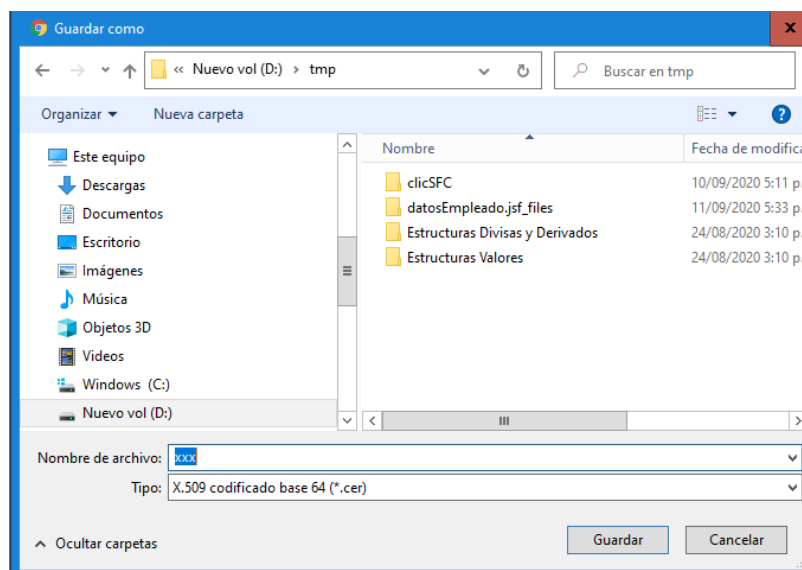 Guardar como
« Nuevo vol (D:) › tmp
Buscar en tmp
Organizar
Nueva carpeta
Este equipo
Descargas
Documentos
Escritorio
Imágenes
Música
Objetos 3D
Videos
Windows (C:)
Nuevo vol (D:)
Nombre Fecha de modifica
clicSFC 10/09/2020 5:11 p.
datosEmpleado.jsf_files 11/09/2020 5:33 p.
Estructuras Divisas y Derivados 24/08/2020 3:10 p.
Estructuras Valores 24/08/2020 3:10 p.
Nombre de archivo: xxx
Tipo: X.509 codificado base 64 (*.cer)
Ocultar carpetas
Guardar
Cancelar